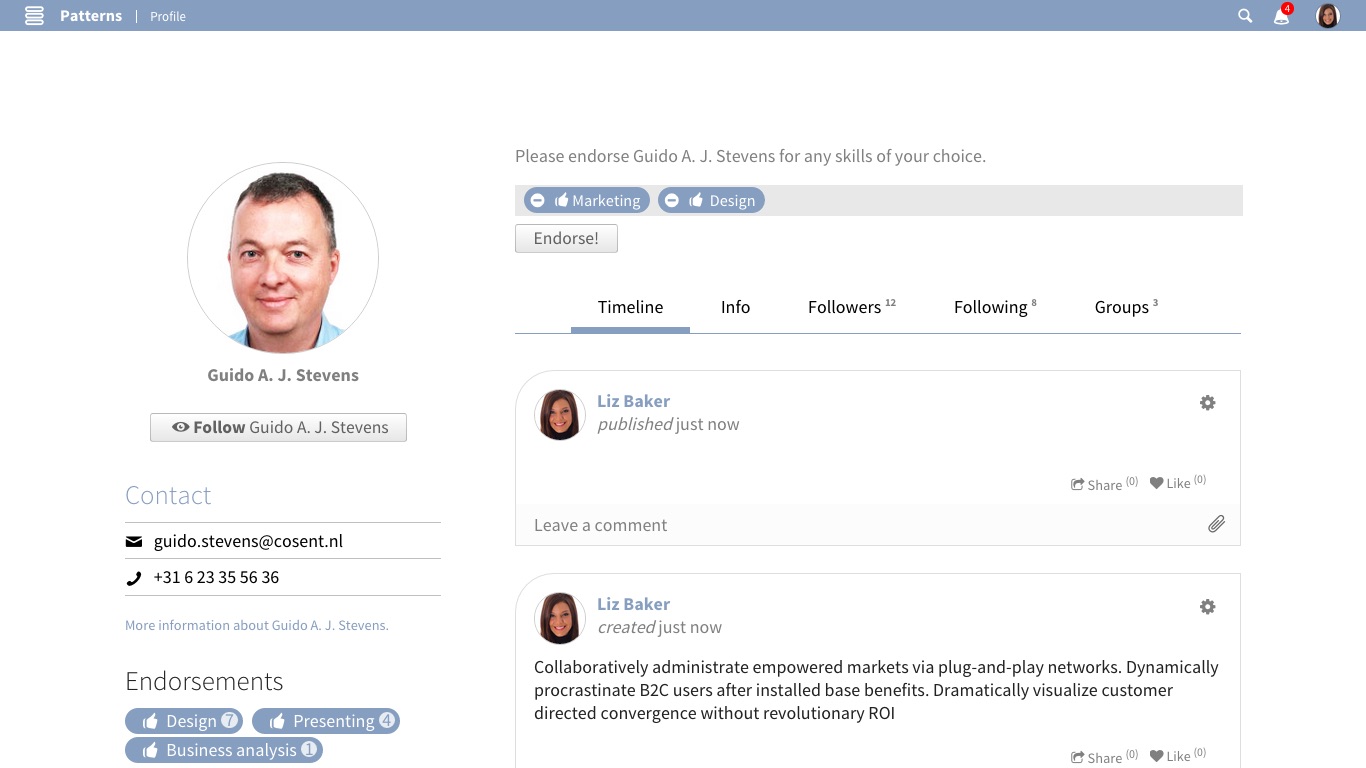 Patterns | Profile
4
Please endorse Guido A. J. Stevens for any skills of your choice.
Marketing Design
Endorse!
Timeline Info Followers 12 Following 8 Groups 3
Guido A. J. Stevens
Follow Guido A. J. Stevens
Contact
guido.stevens@cosent.nl
+31 6 23 35 56 36
More information about Guido A. J. Stevens.
Endorsements
Design 7 Presenting 4
Business analysis 1
Liz Baker
published just now
Share (0) Like (0)
Leave a comment
Liz Baker
created just now
Collaboratively administrate empowered markets via plug-and-play networks. Dynamically
procrastinate B2C users after installed base benefits. Dramatically visualize customer
directed convergence without revolutionary ROI
Share (0) Like (0)